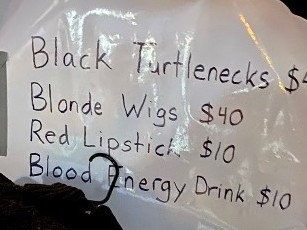 Black Turtlenecks $
Blonde Wigs $40
Red Lipstick $10
Blood Energy Drink $10